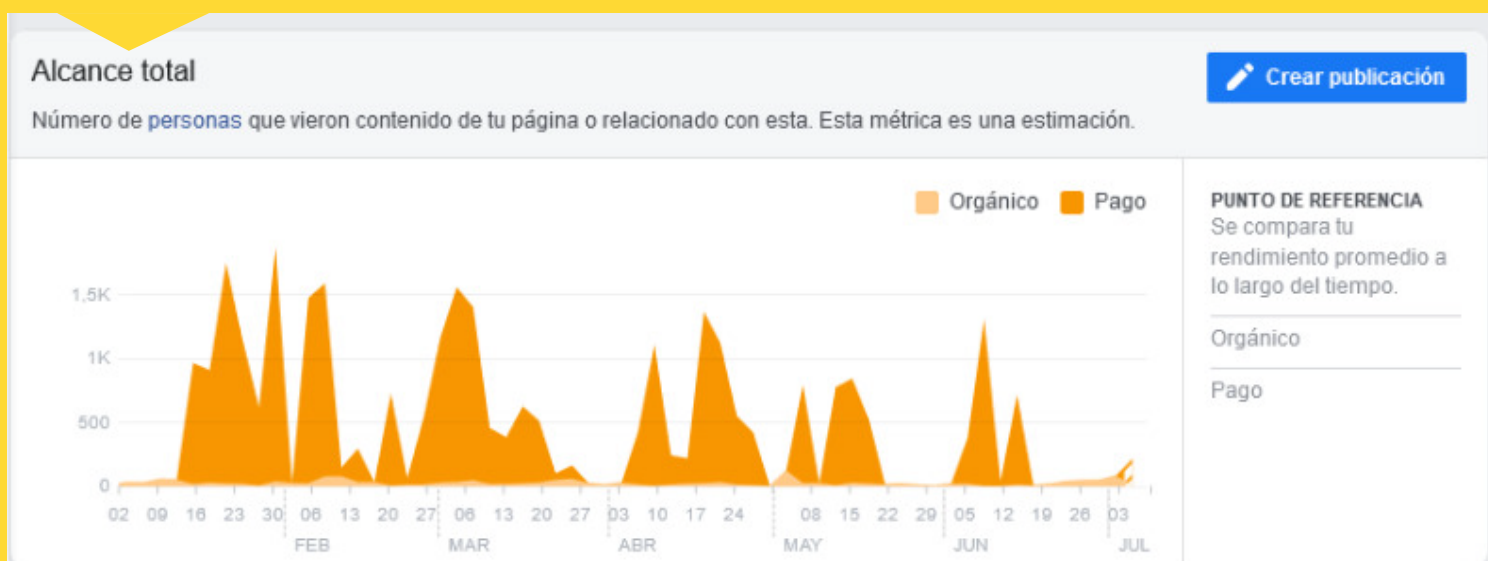 Alcance total
Crear publicación
Número de personas que vieron contenido de tu página o relacionado con esta. Esta métrica es una estimación.
Orgánico Pago
PUNTO DE REFERENCIA
Se compara tu
rendimiento promedio a
lo largo del tiempo.
Orgánico
Pago
1,5K
1K
500
0
02 09 16 23 30 06 13 20 27 06 13 20 27 03 10 17 24 08 15 22 29 05 12 19 26 03
FEB MAR ABR MAY JUN JUL